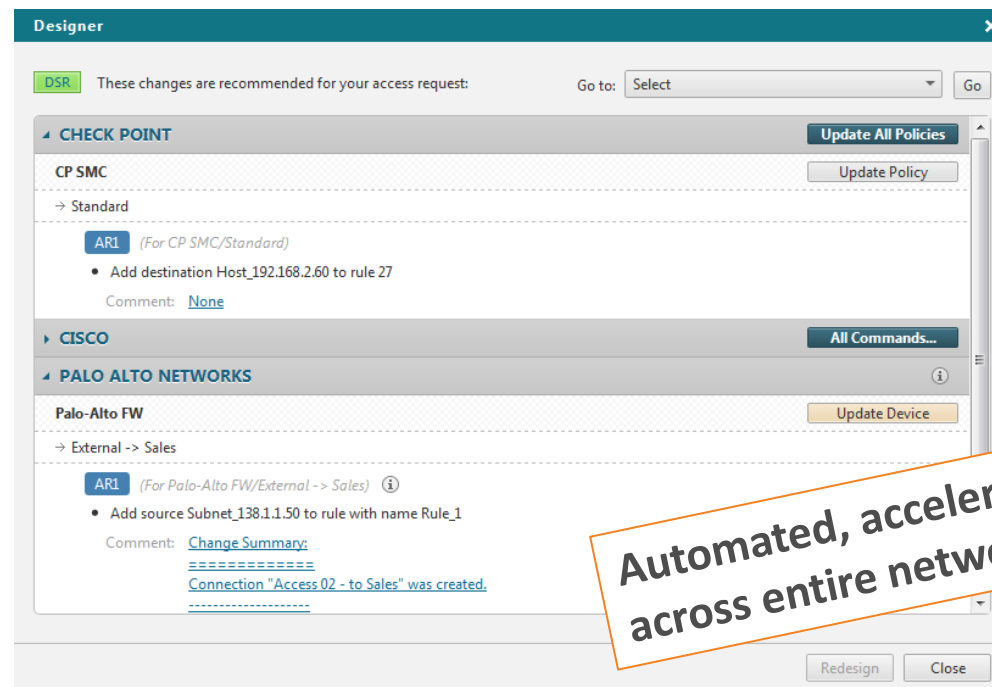 Designer
DSR These changes are recommended for your access request: Go to: Select Go
CHECK POINT Update All Policies
CP SMC Update Policy
→ Standard
AR1 (For CP SMC/Standard)
• Add destination Host_192.168.2.60 to rule 27
Comment: None
CISCO All Commands...
PALO ALTO NETWORKS
Palo-Alto FW Update Device
→ External -> Sales
AR1 (For Palo-Alto FW/External -> Sales)
• Add source Subnet_138.1.1.50 to rule with name Rule_1
Comment: Change Summary:
=============
Connection "Access 02 - to Sales" was created.
-------------------
Automated,
across entire
Redesign Close